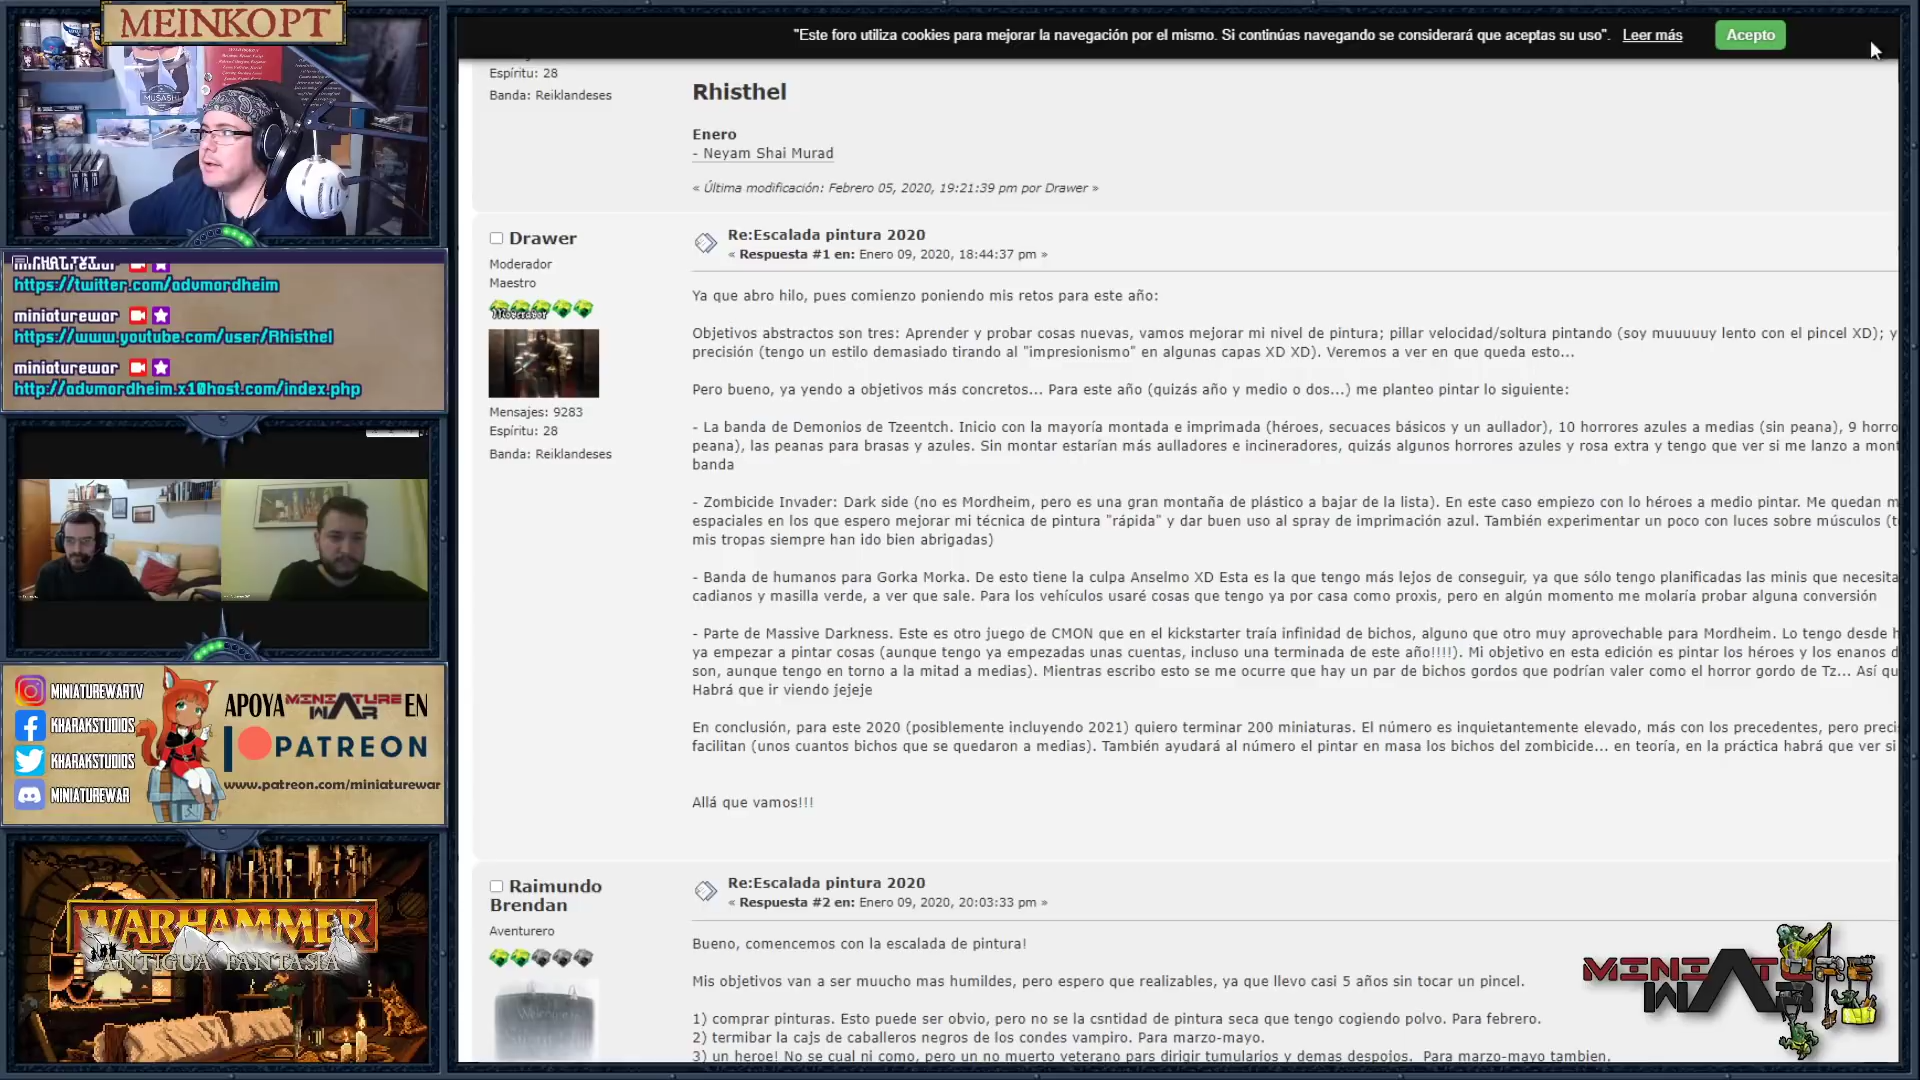 MEINKOPT
MUSASHI
CHAT.TXT
miniaturewar
https://twitter.com/advmordheim
miniaturewar
https://www.youtube.com/user/Rhisthel
miniaturewar
http://advmordheim.x10host.com/index.php
MINIATUREWARTV
KHARAKSTUDIOS
KHARAKSTUDIOS
MINIATUREWAR
APOYA MINIATURE WAR EN
PATREON
www.patreon.com/miniaturewar
WARHAMMER
ANTIGUA FANTASIA
"Este foro utiliza cookies para mejorar la navegación por el mismo. Si continúas navegando se considerará que aceptas su uso". Leer más Acepto
Espíritu: 28
Banda: Reiklandeses
Rhisthel
Enero
- Neyam Shai Murad
« Última modificación: Febrero 05, 2020, 19:21:39 pm por Drawer »
Drawer
Moderador
Maestro
Moderador
Mensajes: 9283
Espíritu: 28
Banda: Reiklandeses
Re:Escalada pintura 2020
« Respuesta #1 en: Enero 09, 2020, 18:44:37 pm »
Ya que abro hilo, pues comienzo poniendo mis retos para este año:
Objetivos abstractos son tres: Aprender y probar cosas nuevas, vamos mejorar mi nivel de pintura; pillar velocidad/soltura pintando (soy muuuuuy lento con el pincel XD); y
precisión (tengo un estilo demasiado tirando al "impresionismo" en algunas capas XD XD). Veremos a ver en que queda esto...
Pero bueno, ya yendo a objetivos más concretos... Para este año (quizás año y medio o dos...) me planteo pintar lo siguiente:
- La banda de Demonios de Tzeentch. Inicio con la mayoría montada e imprimada (héroes, secuaces básicos y un aullador), 10 horrores azules a medias (sin peana), 9 horro
peana), las peanas para brasas y azules. Sin montar estarían más aulladores e incineradores, quizás algunos horrores azules y rosa extra y tengo que ver si me lanzo a mont
banda
- Zombicide Invader: Dark side (no es Mordheim, pero es una gran montaña de plástico a bajar de la lista). En este caso empiezo con lo héroes a medio pintar. Me quedan m
espaciales en los que espero mejorar mi técnica de pintura "rápida" y dar buen uso al spray de imprimación azul. También experimentar un poco con luces sobre músculos (t
mis tropas siempre han ido bien abrigadas)
- Banda de humanos para Gorka Morka. De esto tiene la culpa Anselmo XD Esta es la que tengo más lejos de conseguir, ya que sólo tengo planificadas las minis que necesita
cadianos y masilla verde, a ver que sale. Para los vehículos usaré cosas que tengo ya por casa como proxis, pero en algún momento me molaría probar alguna conversión
- Parte de Massive Darkness. Este es otro juego de CMON que en el kickstarter traía infinidad de bichos, alguno que otro muy aprovechable para Mordheim. Lo tengo desde h
ya empezar a pintar cosas (aunque tengo ya empezadas unas cuentas, incluso una terminada de este año!!!!). Mi objetivo en esta edición es pintar los héroes y los enanos d
son, aunque tengo en torno a la mitad a medias). Mientras escribo esto se me ocurre que hay un par de bichos gordos que podrían valer como el horror gordo de Tz... Así qu
Habrá que ir viendo jejeje
En conclusión, para este 2020 (posiblemente incluyendo 2021) quiero terminar 200 miniaturas. El número es inquietantemente elevado, más con los precedentes, pero preci
facilitan (unos cuantos bichos que se quedaron a medias). También ayudará al número el pintar en masa los bichos del zombicide... en teoría, en la práctica habrá que ver si
Allá que vamos!!!
Raimundo
Brendan
Aventurero
Re:Escalada pintura 2020
« Respuesta #2 en: Enero 09, 2020, 20:03:33 pm »
Bueno, comencemos con la escalada de pintura!
Mis objetivos van a ser muucho mas humildes, pero espero que realizables, ya que llevo casi 5 años sin tocar un pincel.
1) comprar pinturas. Esto puede ser obvio, pero no se la csntidad de pintura seca que tengo cogiendo polvo. Para febrero.
2) termibar la cajs de caballeros negros de los condes vampiro. Para marzo-mayo.
3) un heroe! No se cual ni como, pero un no muerto veterano pars dirigir tumularios y demas despojos. Para marzo-mayo tambien.
MINIATURE
WAR